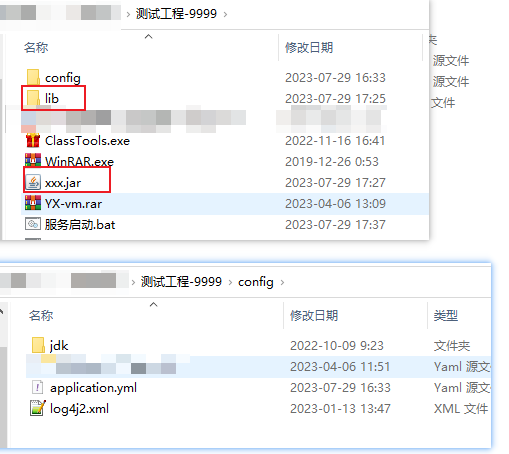 测试工程-9999
名称 修改日期
config 2023-07-29 16:33
lib 2023-07-29 17:25
ClassTools.exe 2022-11-16 16:41
WinRAR.exe 2019-12-26 0:53
xxx.jar 2023-07-29 17:27
YX-vm.rar 2023-04-06 13:09
服务启动.bat 2023-07-29 17:37
夹
源文件
源文件
文件
测试工程-9999 › config ›
名称 修改日期 类型
jdk 2022-10-09 9:23 文件夹
2023-04-06 11:51 Yaml 源文
application.yml 2023-07-29 16:33 Yaml 源文
log4j2.xml 2023-01-13 13:47 XML 文件